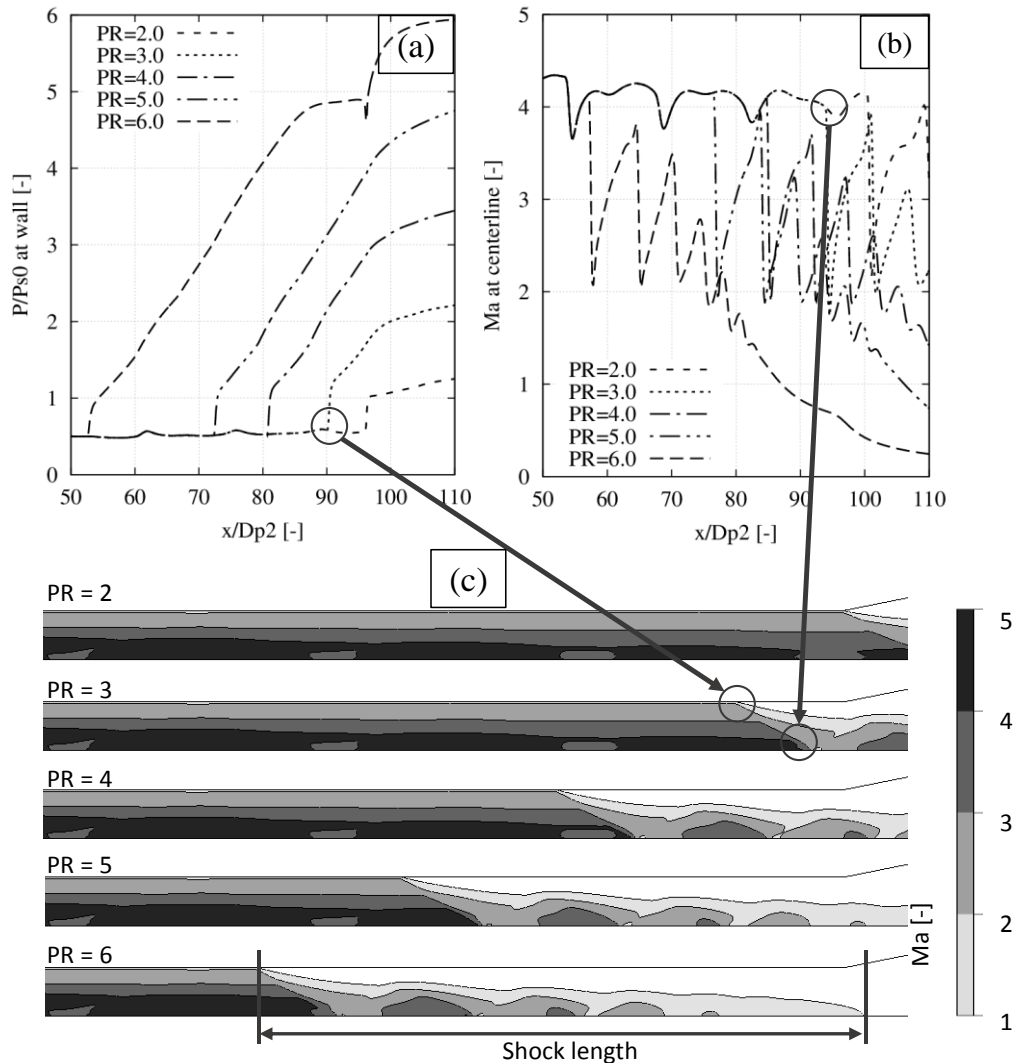 (a)
PR=2.0
PR=3.0
PR=4.0
PR=5.0
PR=6.0
P/Ps0 at wall [-]
6
5
4
3
2
1
0
50 60 70 80 90 100 110
x/Dp2 [-]
(b)
Ma at centerline [-]
5
4
3
2
1
0
PR=2.0
PR=3.0
PR=4.0
PR=5.0
PR=6.0
50 60 70 80 90 100 110
x/Dp2 [-]
(c)
PR = 2
PR = 3
PR = 4
PR = 5
PR = 6
Shock length
5
4
3
2
1
Ma [-]